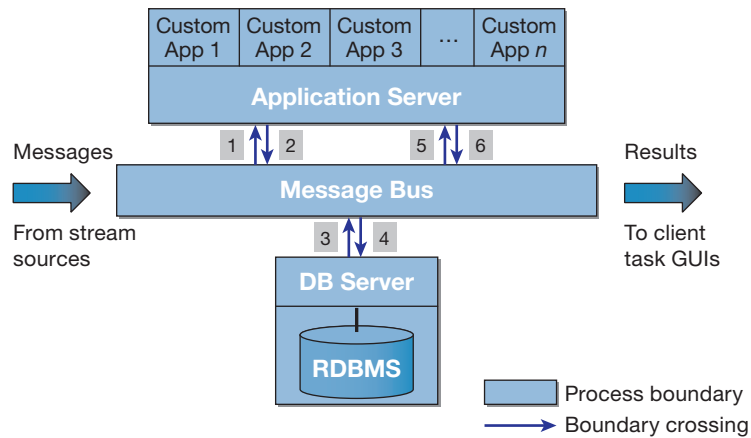 Custom App 1
Custom App 2
Custom App 3
...
Custom App n
Application Server
1
2
5
6
Messages
From stream sources
Message Bus
Results
To client task GUIs
3
4
DB Server
RDBMS
Process boundary
Boundary crossing